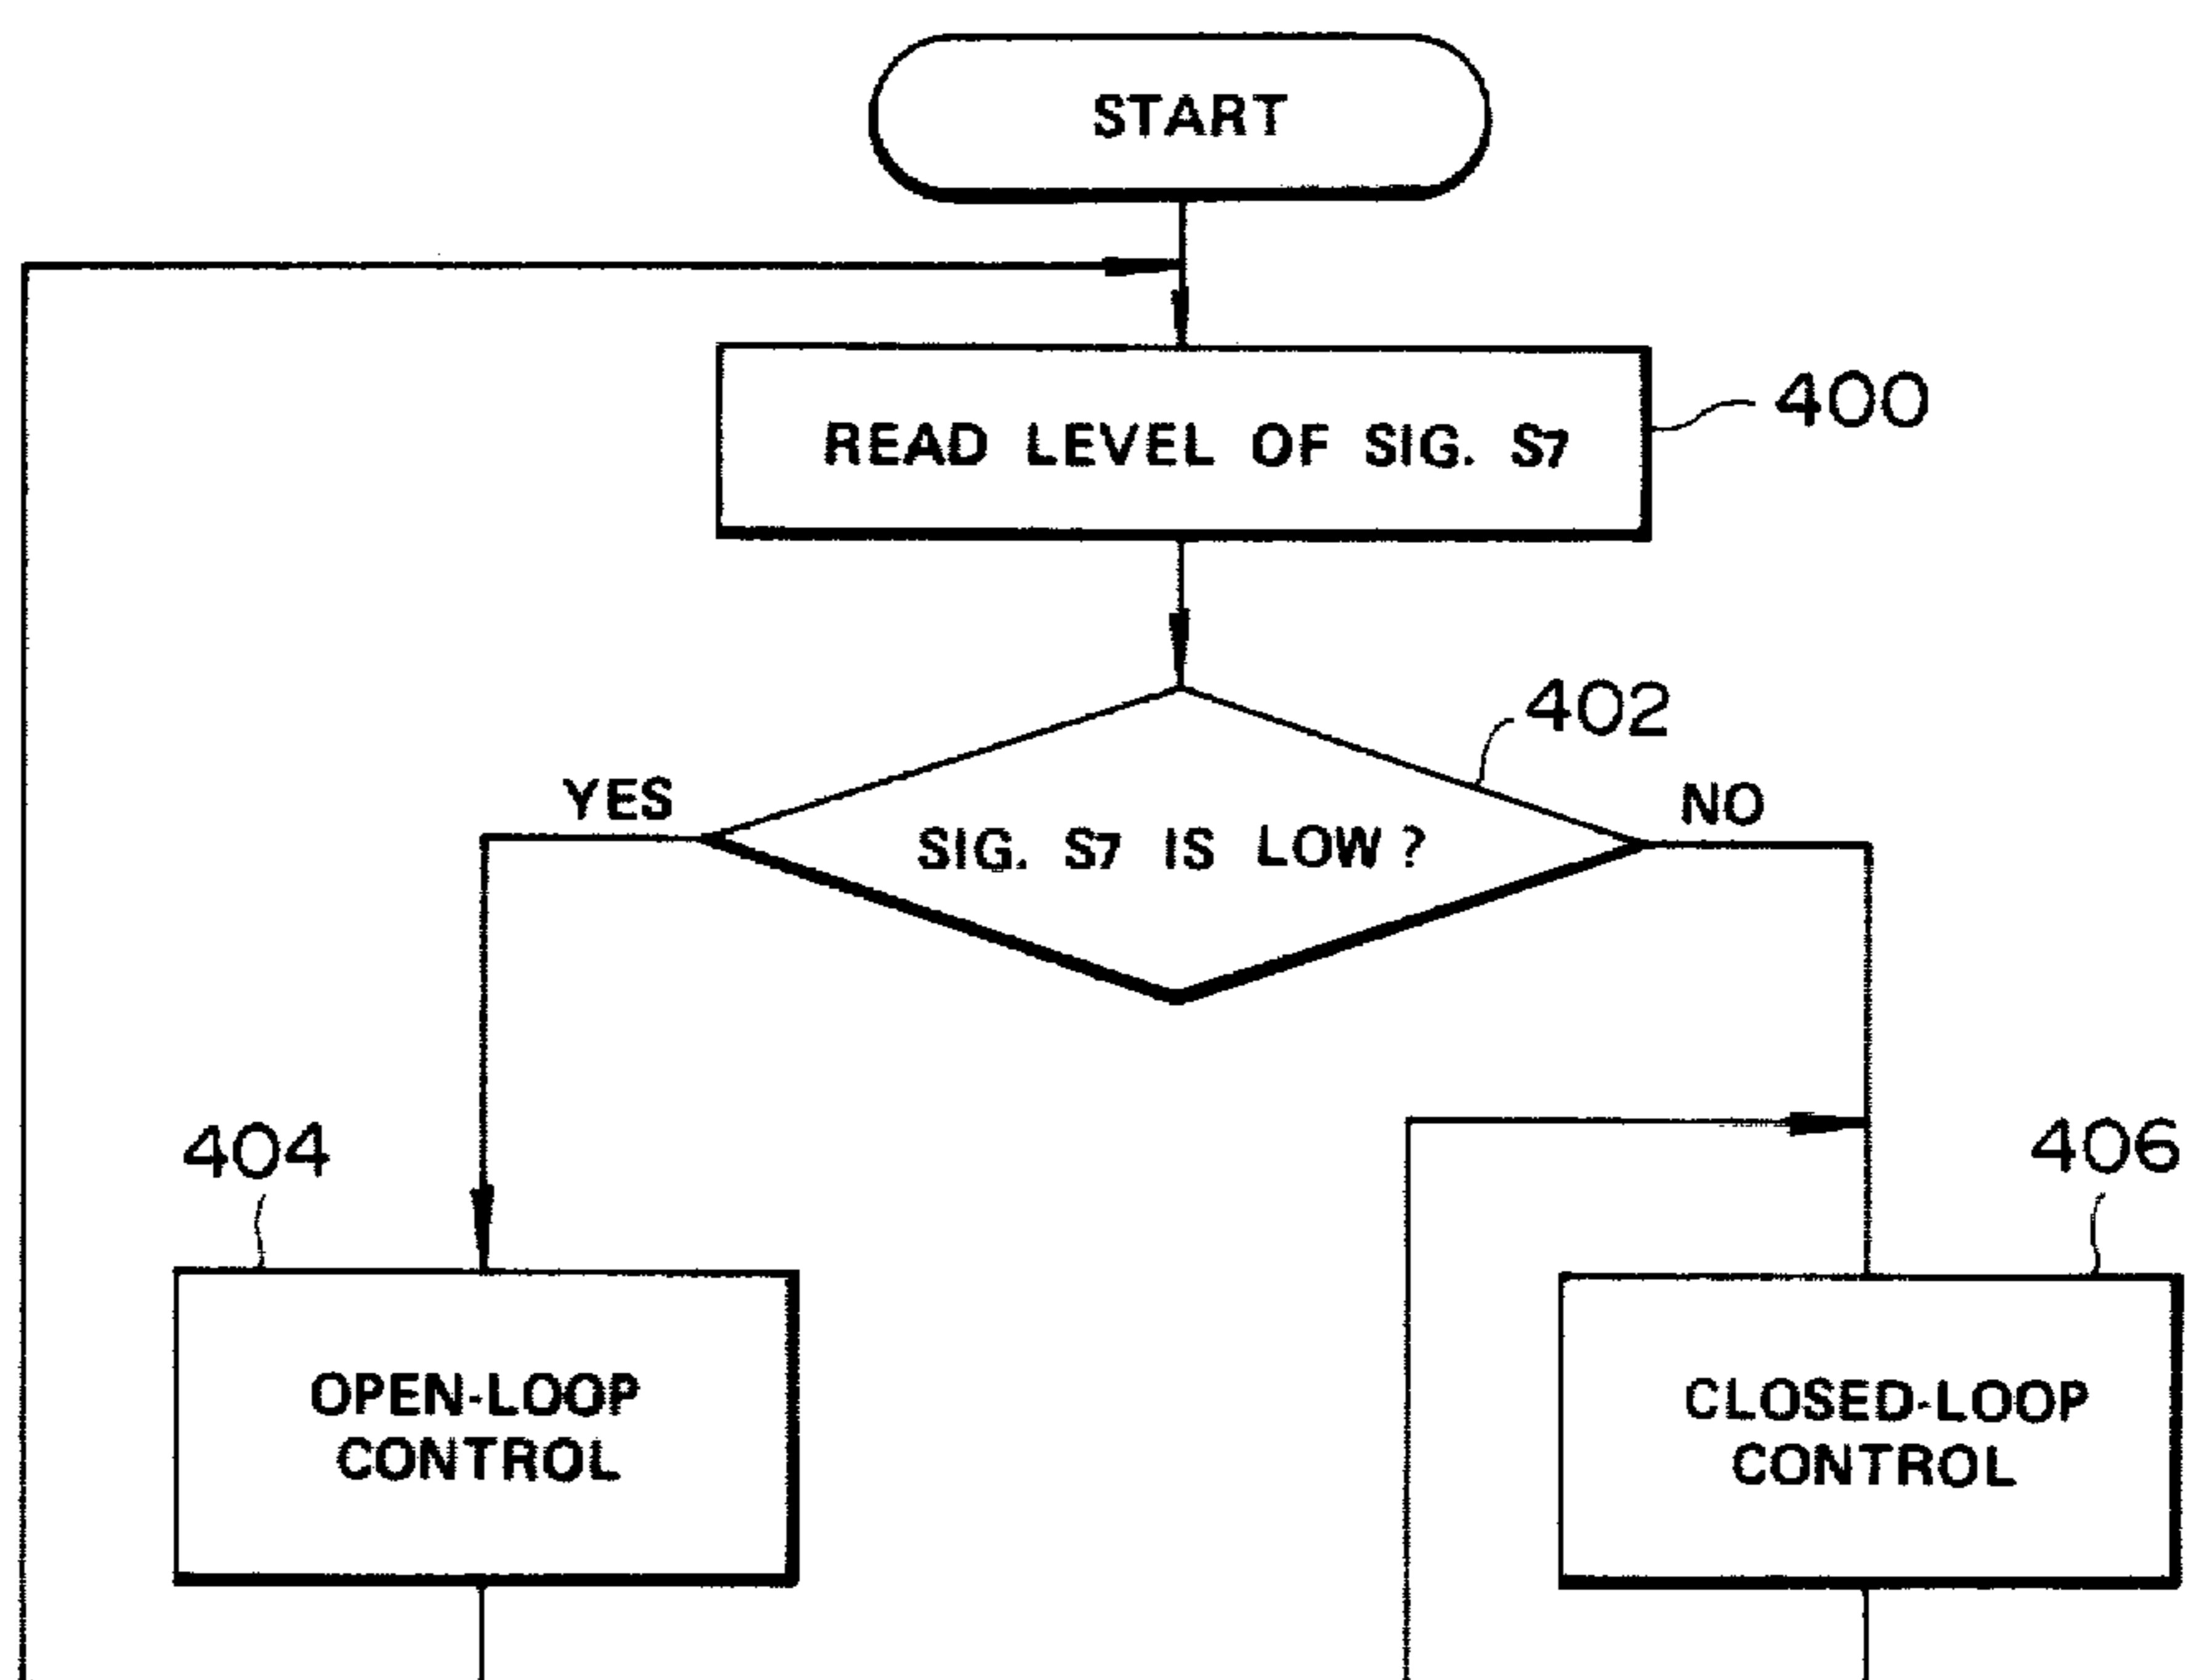 START
READ LEVEL OF SIG. S7
400
402
YES
NO
SIG. S7 IS LOW?
404
406
OPEN-LOOP
CONTROL
CLOSED-LOOP
CONTROL